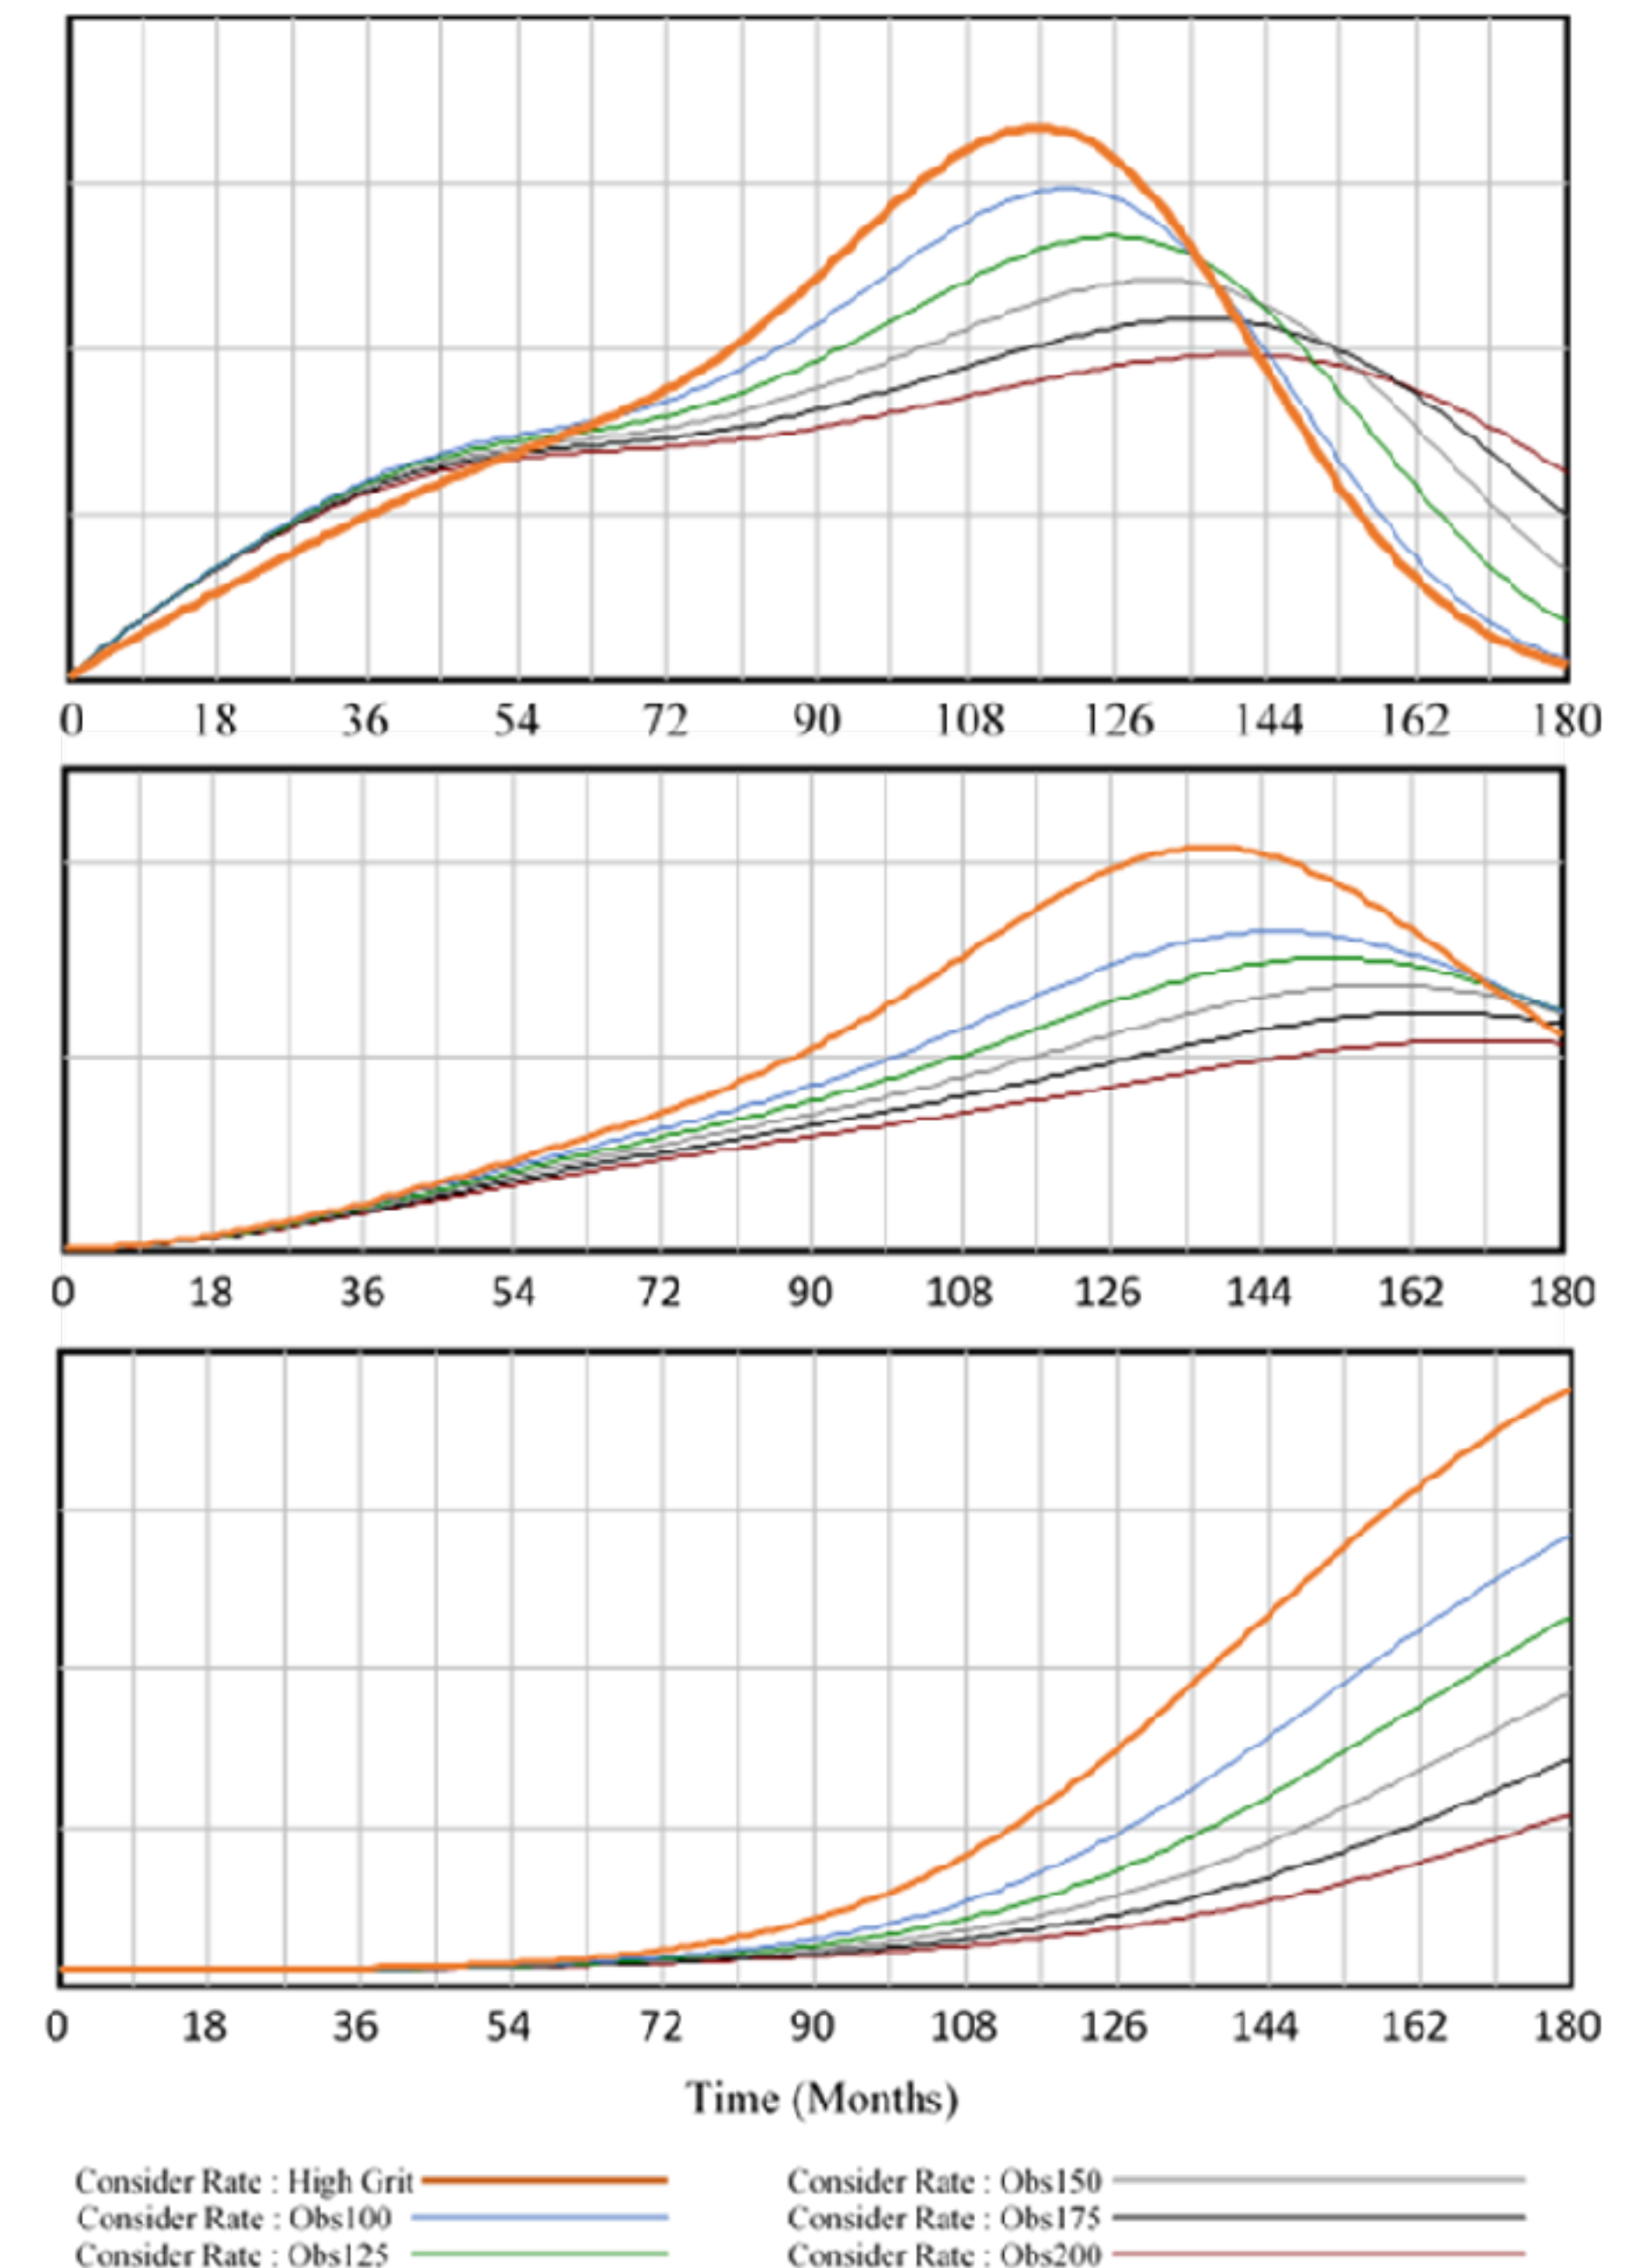 0 18 36 54 72 90 108 126 144 162 180
0 18 36 54 72 90 108 126 144 162 180
0 18 36 54 72 90 108 126 144 162 180
Time (Months)
Consider Rate : High Grit
Consider Rate : Obs150
Consider Rate : Obs100
Consider Rate : Obs175
Consider Rate : Obs125
Consider Rate : Obs200